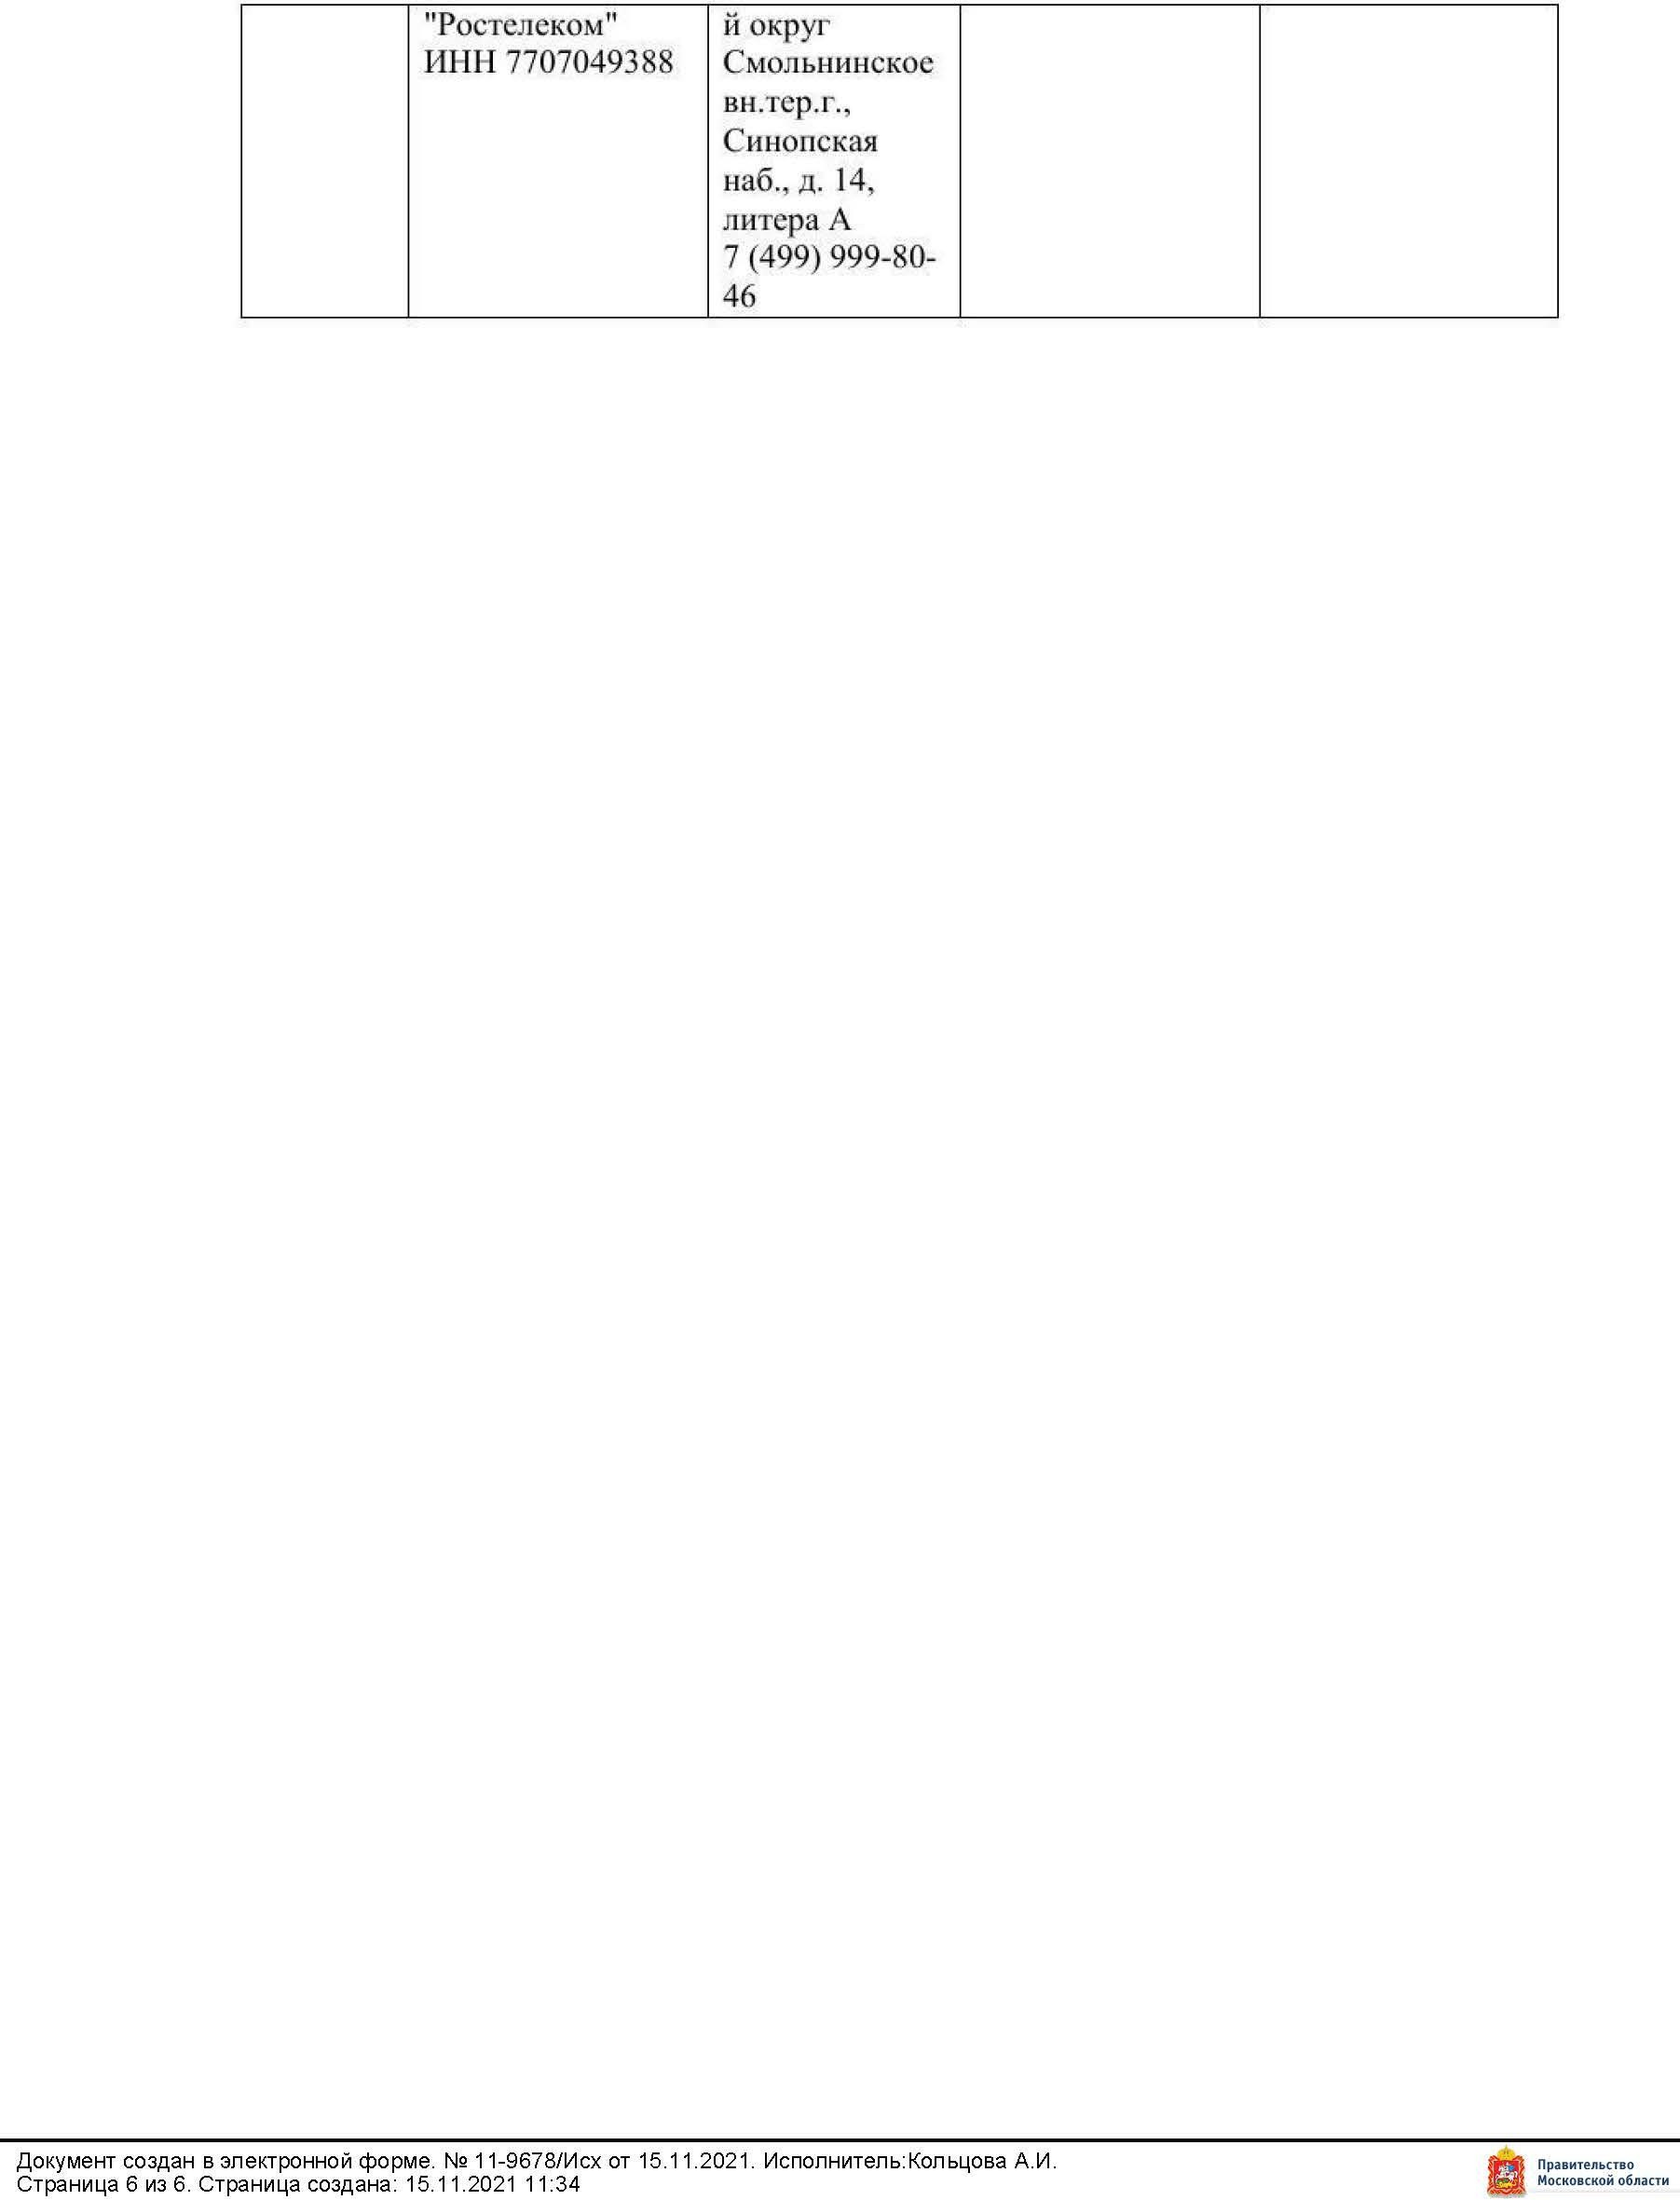 "Ростелеком"
ИНН 7707049388
й округ
Смольнинское
вн.тер.г.,
Синопская
наб., д. 14,
литера А
7 (499) 999-80-
46
Документ создан в электронной форме. № 11-9678/Исх от 15.11.2021. Исполнитель:Кольцова А.И.
Страница 6 из 6. Страница создана: 15.11.2021 11:34
Правительство
Московской области